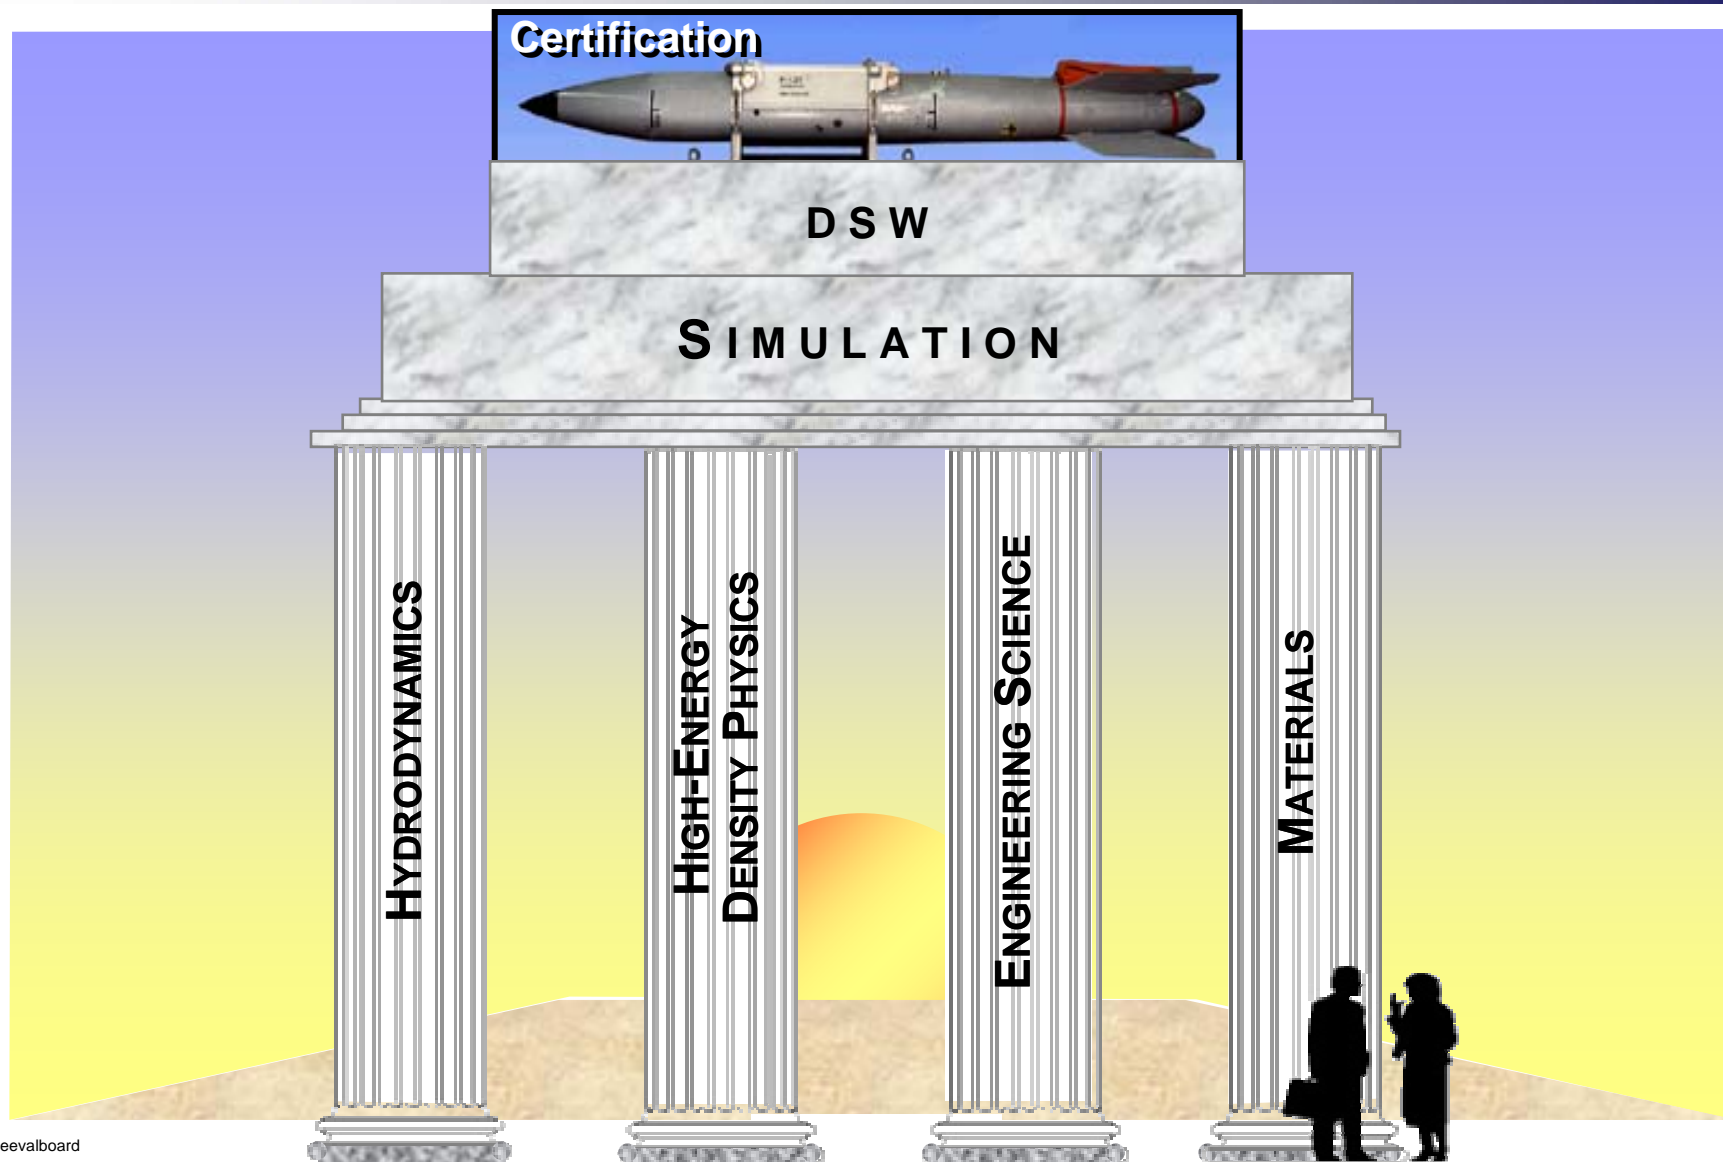 Certification
DSW
SIMULATION
HYDRODYNAMICS
HIGH-ENERGY
DENSITY PHYSICS
ENGINEERING SCIENCE
MATERIALS
eevalboard